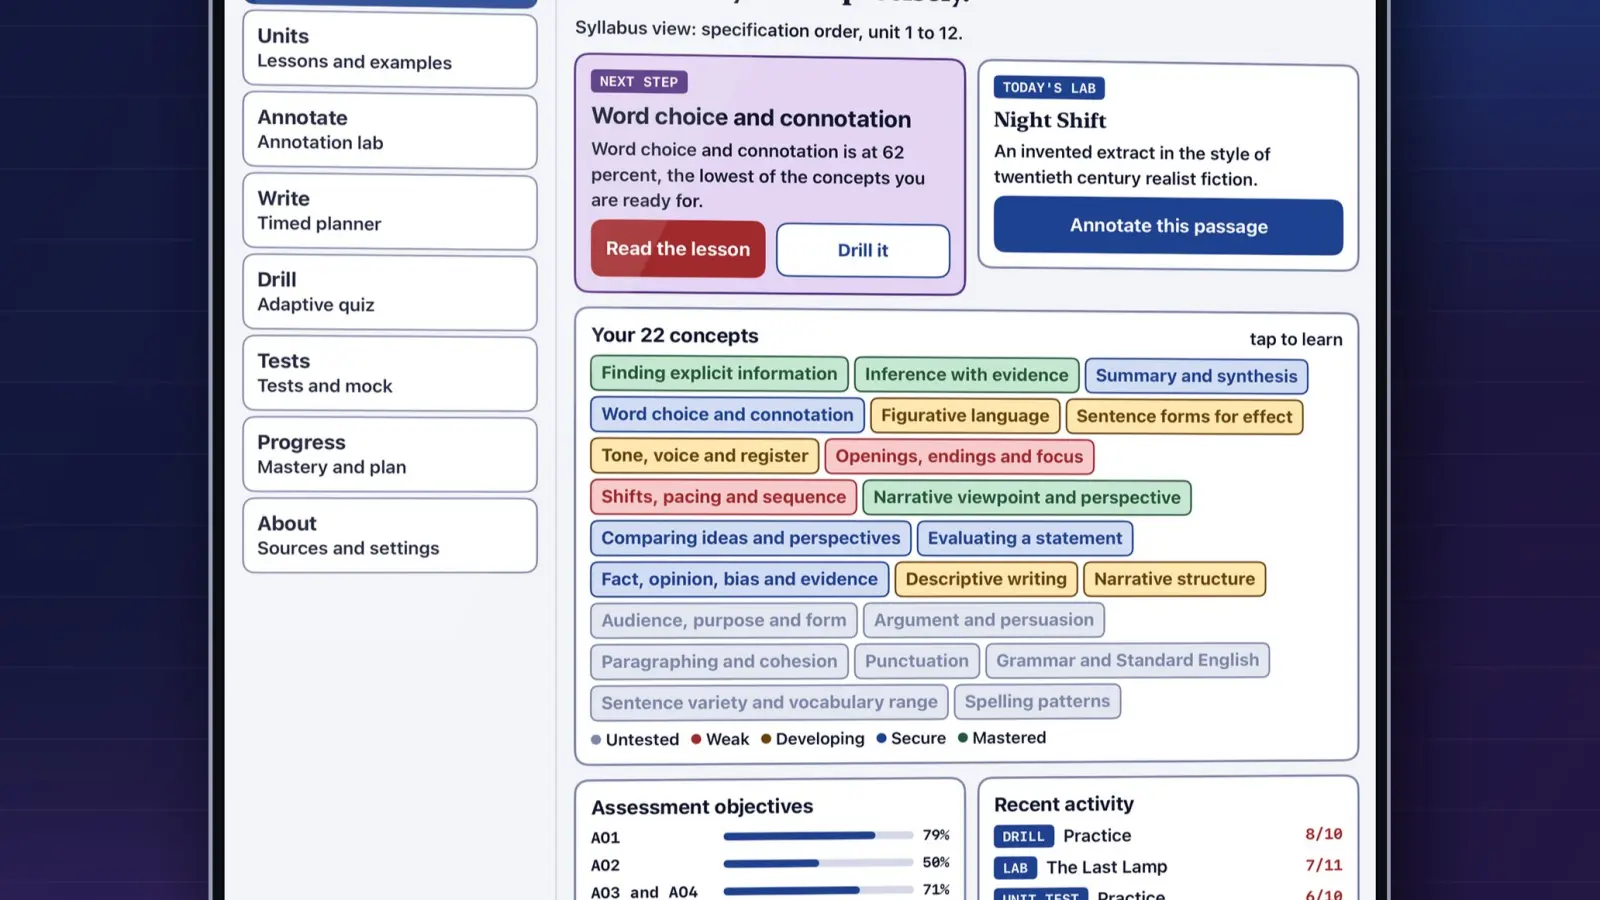 Syllabus view: specification order, unit 1 to 12.
Units
Lessons and examples
Annotate
Annotation lab
Write
Timed planner
Drill
Adaptive quiz
Tests
Tests and mock
Progress
Mastery and plan
About
Sources and settings
NEXT STEP
Word choice and connotation
Word choice and connotation is at 62
percent, the lowest of the concepts you
are ready for.
Read the lesson
Drill it
TODAY'S LAB
Night Shift
An invented extract in the style of
twentieth century realist fiction.
Annotate this passage
Your 22 concepts
tap to learn
Finding explicit information
Inference with evidence
Summary and synthesis
Word choice and connotation
Figurative language
Sentence forms for effect
Tone, voice and register
Openings, endings and focus
Shifts, pacing and sequence
Narrative viewpoint and perspective
Comparing ideas and perspectives
Evaluating a statement
Fact, opinion, bias and evidence
Descriptive writing
Narrative structure
Audience, purpose and form
Argument and persuasion
Paragraphing and cohesion
Punctuation
Grammar and Standard English
Sentence variety and vocabulary range
Spelling patterns
Untested
Weak
Developing
Secure
Mastered
Assessment objectives
AO1 79%
AO2 50%
AO3 and AO4 71%
Recent activity
DRILL Practice 8/10
LAB The Last Lamp 7/11
UNIT TEST Practice 6/10